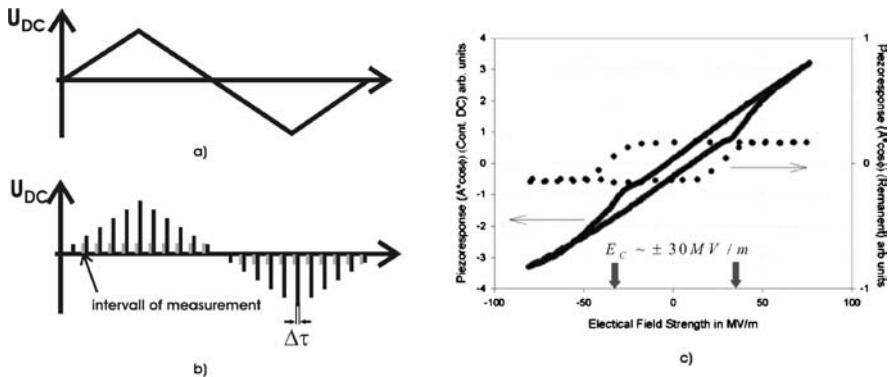 U_DC
a)
U_DC
intervall of measurement
Δτ
b)
Piezoresponse (A*cosφ) (Cont. DC) arb. units
4
3
2
1
0
-1
-2
-3
-4
1
0
-1
Piezoresponse (A*cosφ) (Remanent) arb units
E_C ~ ± 30 MV / m
-100
-50
0
50
100
Electical Field Strength in MV/m
c)